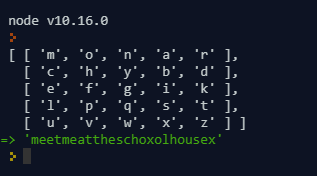 node v10.16.0
[ [ 'm', 'o', 'n', 'a', 'r' ],
[ 'c', 'h', 'y', 'b', 'd' ],
[ 'e', 'f', 'g', 'i', 'k' ],
[ 'l', 'p', 'q', 's', 't' ],
[ 'u', 'v', 'w', 'x', 'z' ] ]
=> 'meetmeattheschoxolhousex'